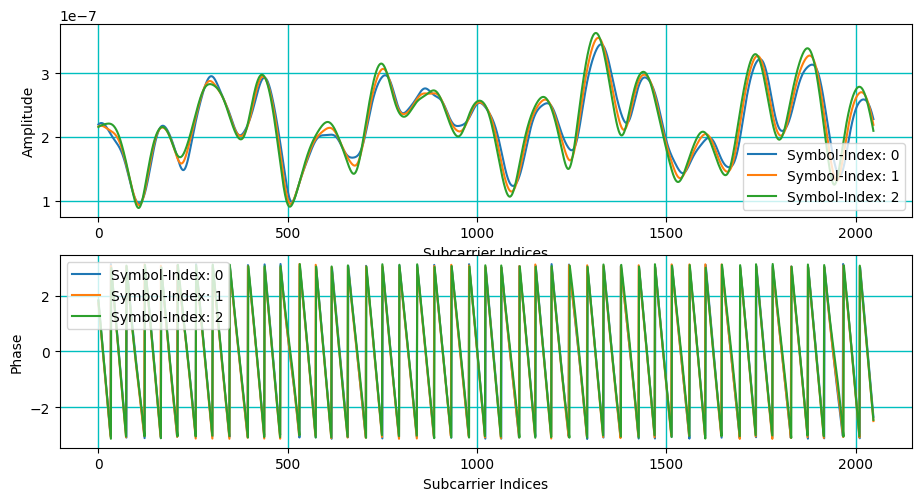 1e−7
3
2
1
Amplitude
Symbol-Index: 0
Symbol-Index: 1
Symbol-Index: 2
0
500
1000
1500
2000
Subcarrier Indices
Symbol-Index: 0
Symbol-Index: 1
Symbol-Index: 2
2
0
−2
Phase
0
500
1000
1500
2000
Subcarrier Indices